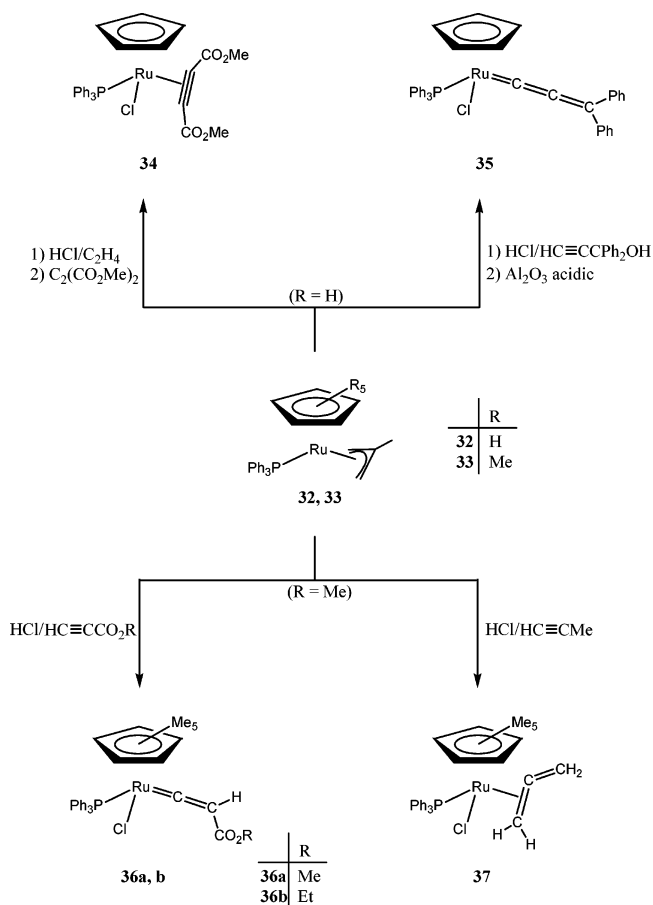 CO₂Me
Ru
Ph₃P
Cl
CO₂Me
34
Ru
C
C
C
Ph
Ph₃P
Cl
Ph
35
1) HCl/C₂H₄
2) C₂(CO₂Me)₂
1) HCl/HC≡CCPh₂OH
2) Al₂O₃ acidic
(R = H)
R₅
Ru
Ph₃P
32, 33
R
32 H
33 Me
(R = Me)
HCl/HC≡CCO₂R
HCl/HC≡CMe
Me₅
Ru
C
C
H
Ph₃P
Cl
CO₂R
36a, b
R
36a Me
36b Et
Me₅
Ru
C
CH₂
Ph₃P
Cl
C
H
H
37